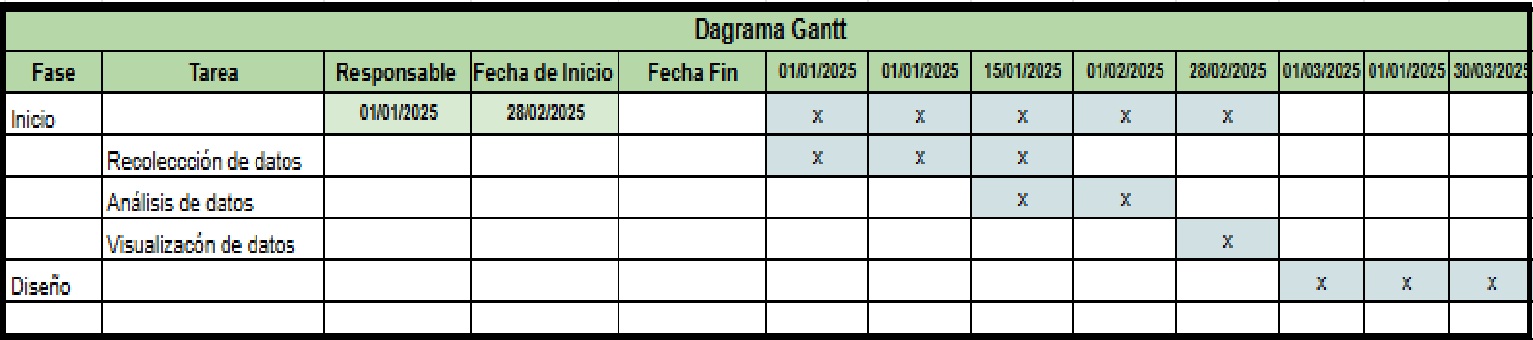 Dagrama Gantt
Fase Tarea Responsable Fecha de Inicio Fecha Fin 01/01/2025 01/01/2025 15/01/2025 01/02/2025 28/02/2025 01/03/2025 01/01/2025 30/03/2025
Inicio 01/01/2025 28/02/2025 x x x x x
Recoleccción de datos x x x
Análisis de datos x x
Visualizacón de datos x
Diseño x x x